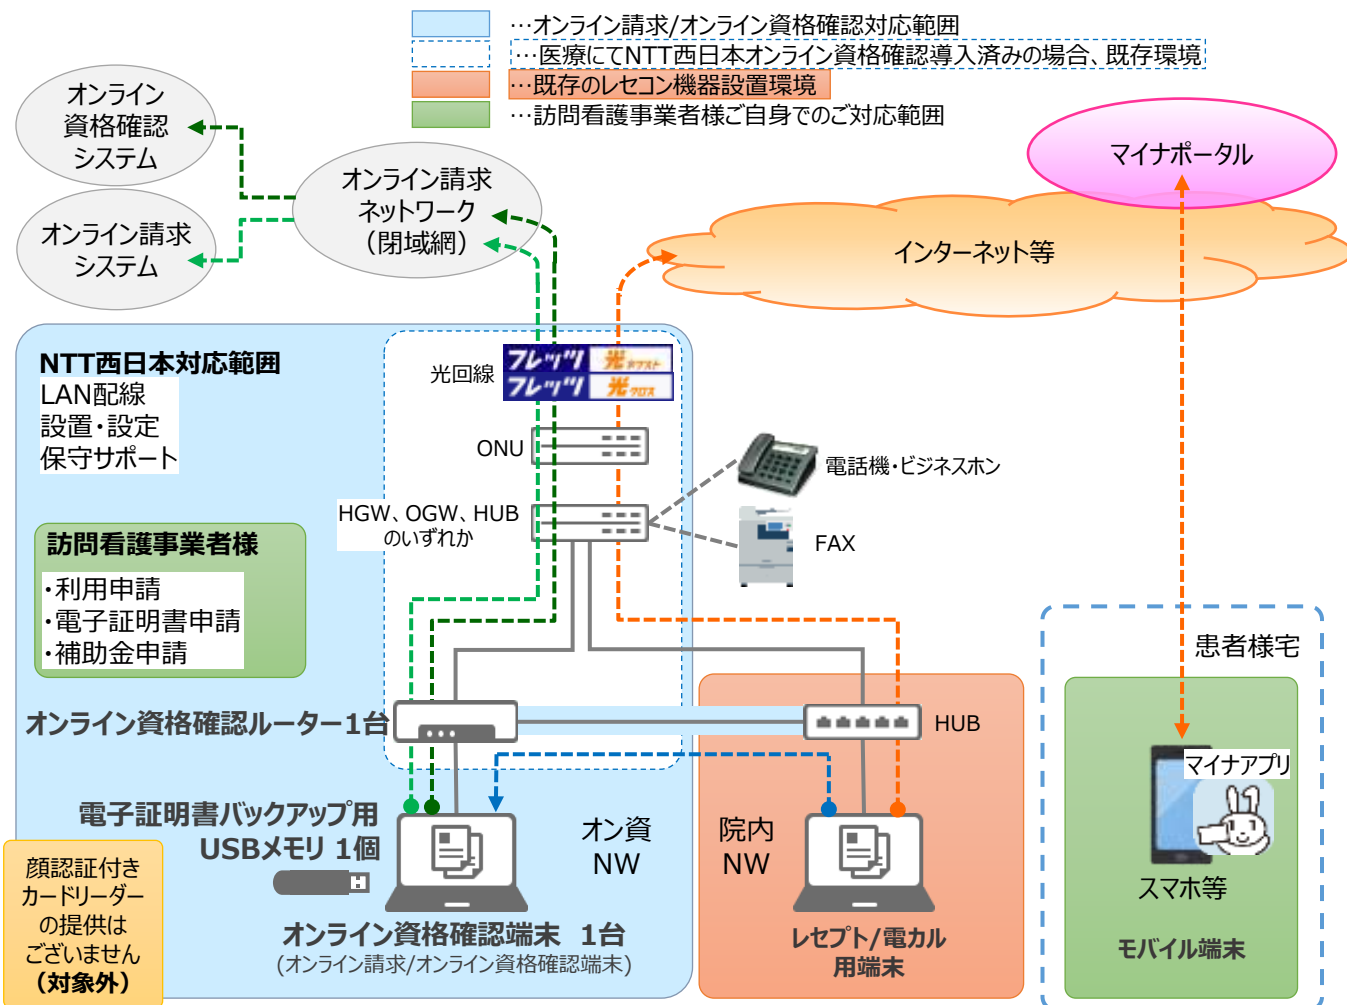 …オンライン請求/オンライン資格確認対応範囲
…医療にてNTT西日本オンライン資格確認導入済みの場合、既存環境
…既存のレセコン機器設置環境
…訪問看護事業者様ご自身でのご対応範囲
オンライン
資格確認
システム
オンライン請求
システム
オンライン請求
ネットワーク
（閉域網）
マイナポータル
インターネット等
NTT西日本対応範囲
LAN配線
設置・設定
保守サポート
光回線
フレッツ 光ネクスト
フレッツ 光クロス
ONU
HGW、OGW、HUB
のいずれか
電話機・ビジネスホン
FAX
訪問看護事業者様
・利用申請
・電子証明書申請
・補助金申請
オンライン資格確認ルーター1台
HUB
電子証明書バックアップ用
USBメモリ 1個
オン資
NW
院内
NW
顔認証付き
カードリーダー
の提供は
ございません
（対象外）
オンライン資格確認端末 1台
(オンライン請求/オンライン資格確認端末)
レセプト/電カル
用端末
患者様宅
マイナアプリ
スマホ等
モバイル端末